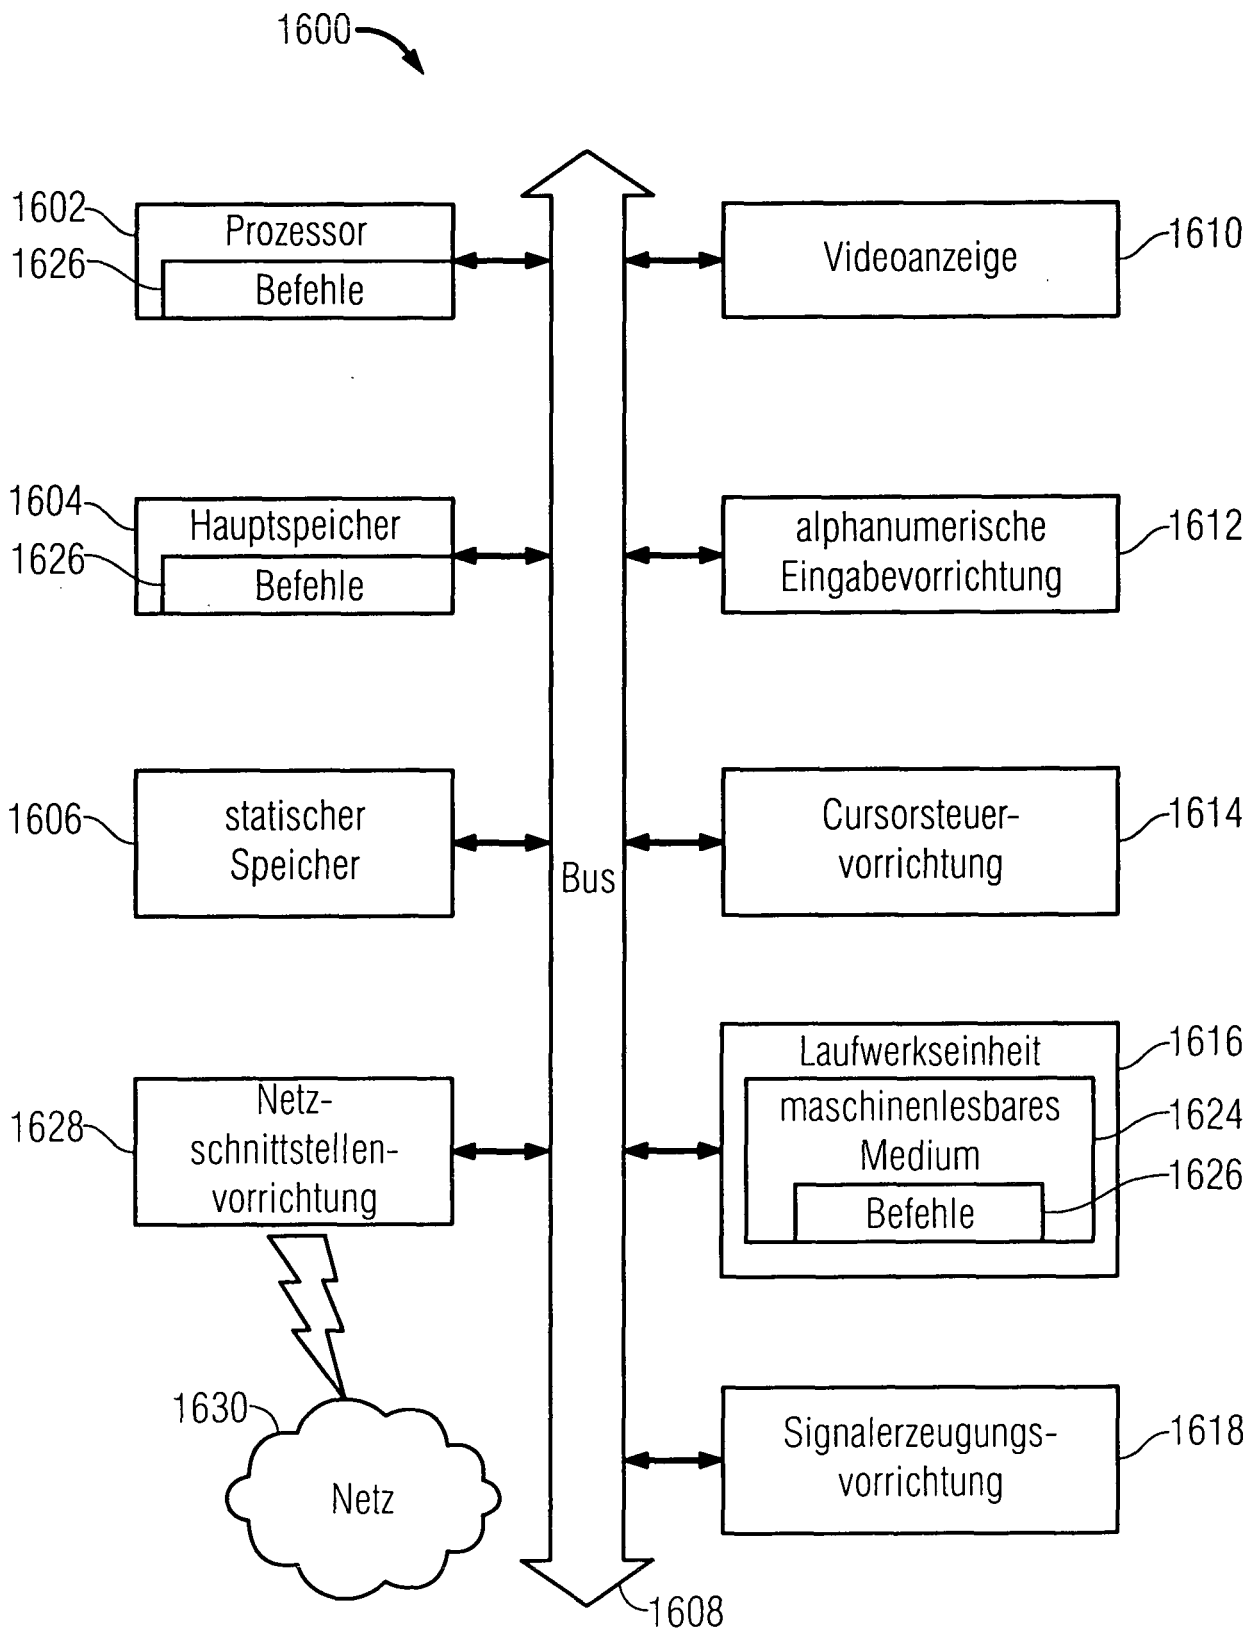 1600
1602
Prozessor
1626
Befehle
1610
Videoanzeige
1604
Hauptspeicher
1626
Befehle
1612
alphanumerische
Eingabevorrichtung
1606
statischer
Speicher
Bus
1614
Cursorsteuer-
vorrichtung
1628
Netz-
schnittstellen-
vorrichtung
1616
Laufwerkseinheit
1624
maschinenlesbares
Medium
1626
Befehle
1630
Netz
1618
Signalerzeugungs-
vorrichtung
1608